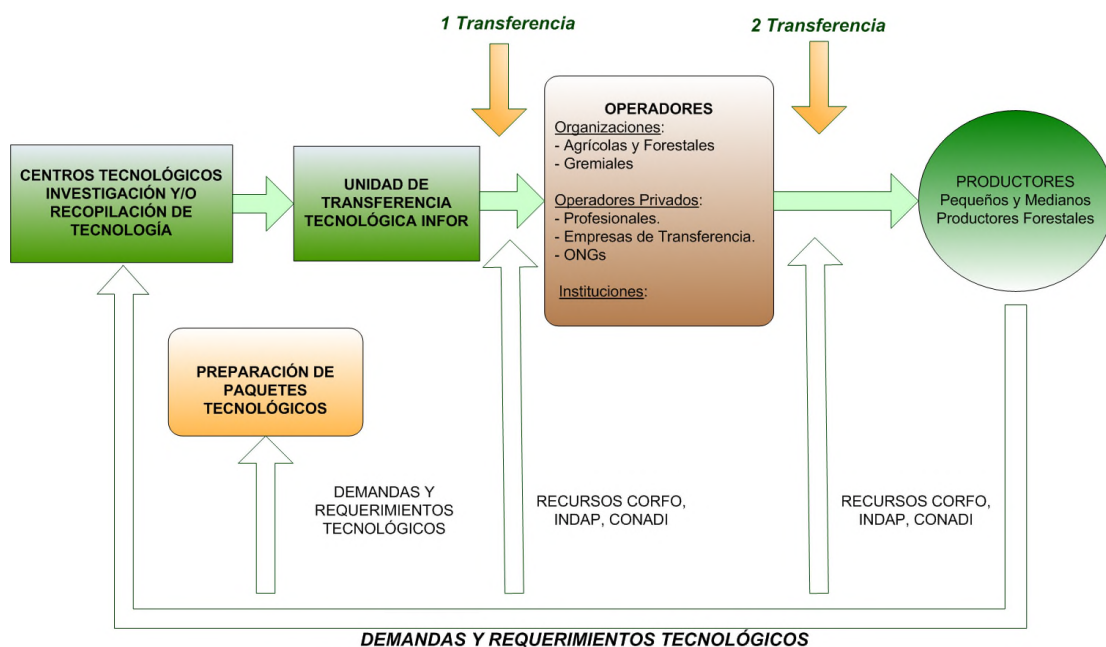 1 Transferencia
2 Transferencia
CENTROS TECNOLÓGICOS
INVESTIGACIÓN Y/O
RECOPILACIÓN DE
TECNOLOGÍA
UNIDAD DE
TRANSFERENCIA
TECNOLÓGICA INFOR
OPERADORES
Organizaciones:
- Agrícolas y Forestales
- Gremiales
Operadores Privados:
- Profesionales.
- Empresas de Transferencia.
- ONGs
Instituciones:
PRODUCTORES
Pequeños y Medianos
Productores Forestales
PREPARACIÓN DE
PAQUETES
TECNOLÓGICOS
DEMANDAS Y
REQUERIMIENTOS
TECNOLÓGICOS
RECURSOS CORFO,
INDAP, CONADI
RECURSOS CORFO,
INDAP, CONADI
DEMANDAS Y REQUERIMIENTOS TECNOLÓGICOS